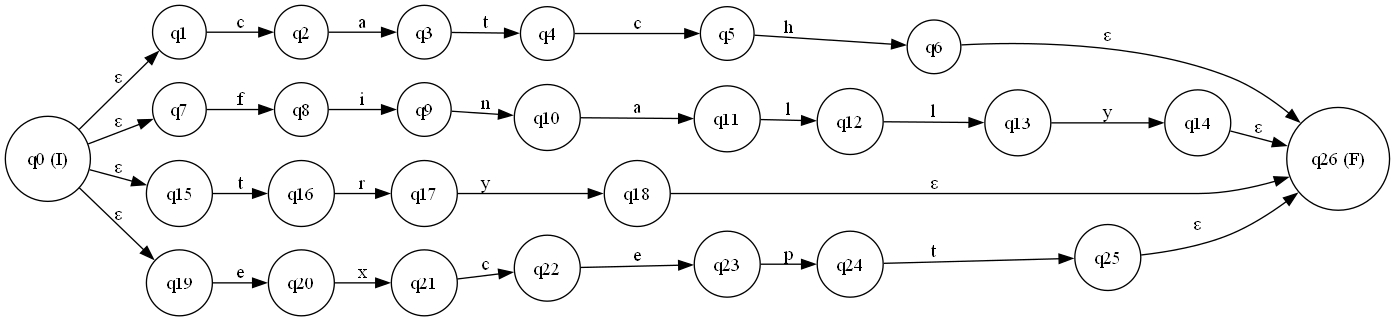 q0 (I)
ε q1 c q2 a q3 t q4 c q5 h q6 ε
ε q7 f q8 i q9 n q10 a q11 l q12 l q13 y q14 ε
ε q15 t q16 r q17 y q18 ε
ε q19 e q20 x q21 c q22 e q23 p q24 t q25 ε
q26 (F)